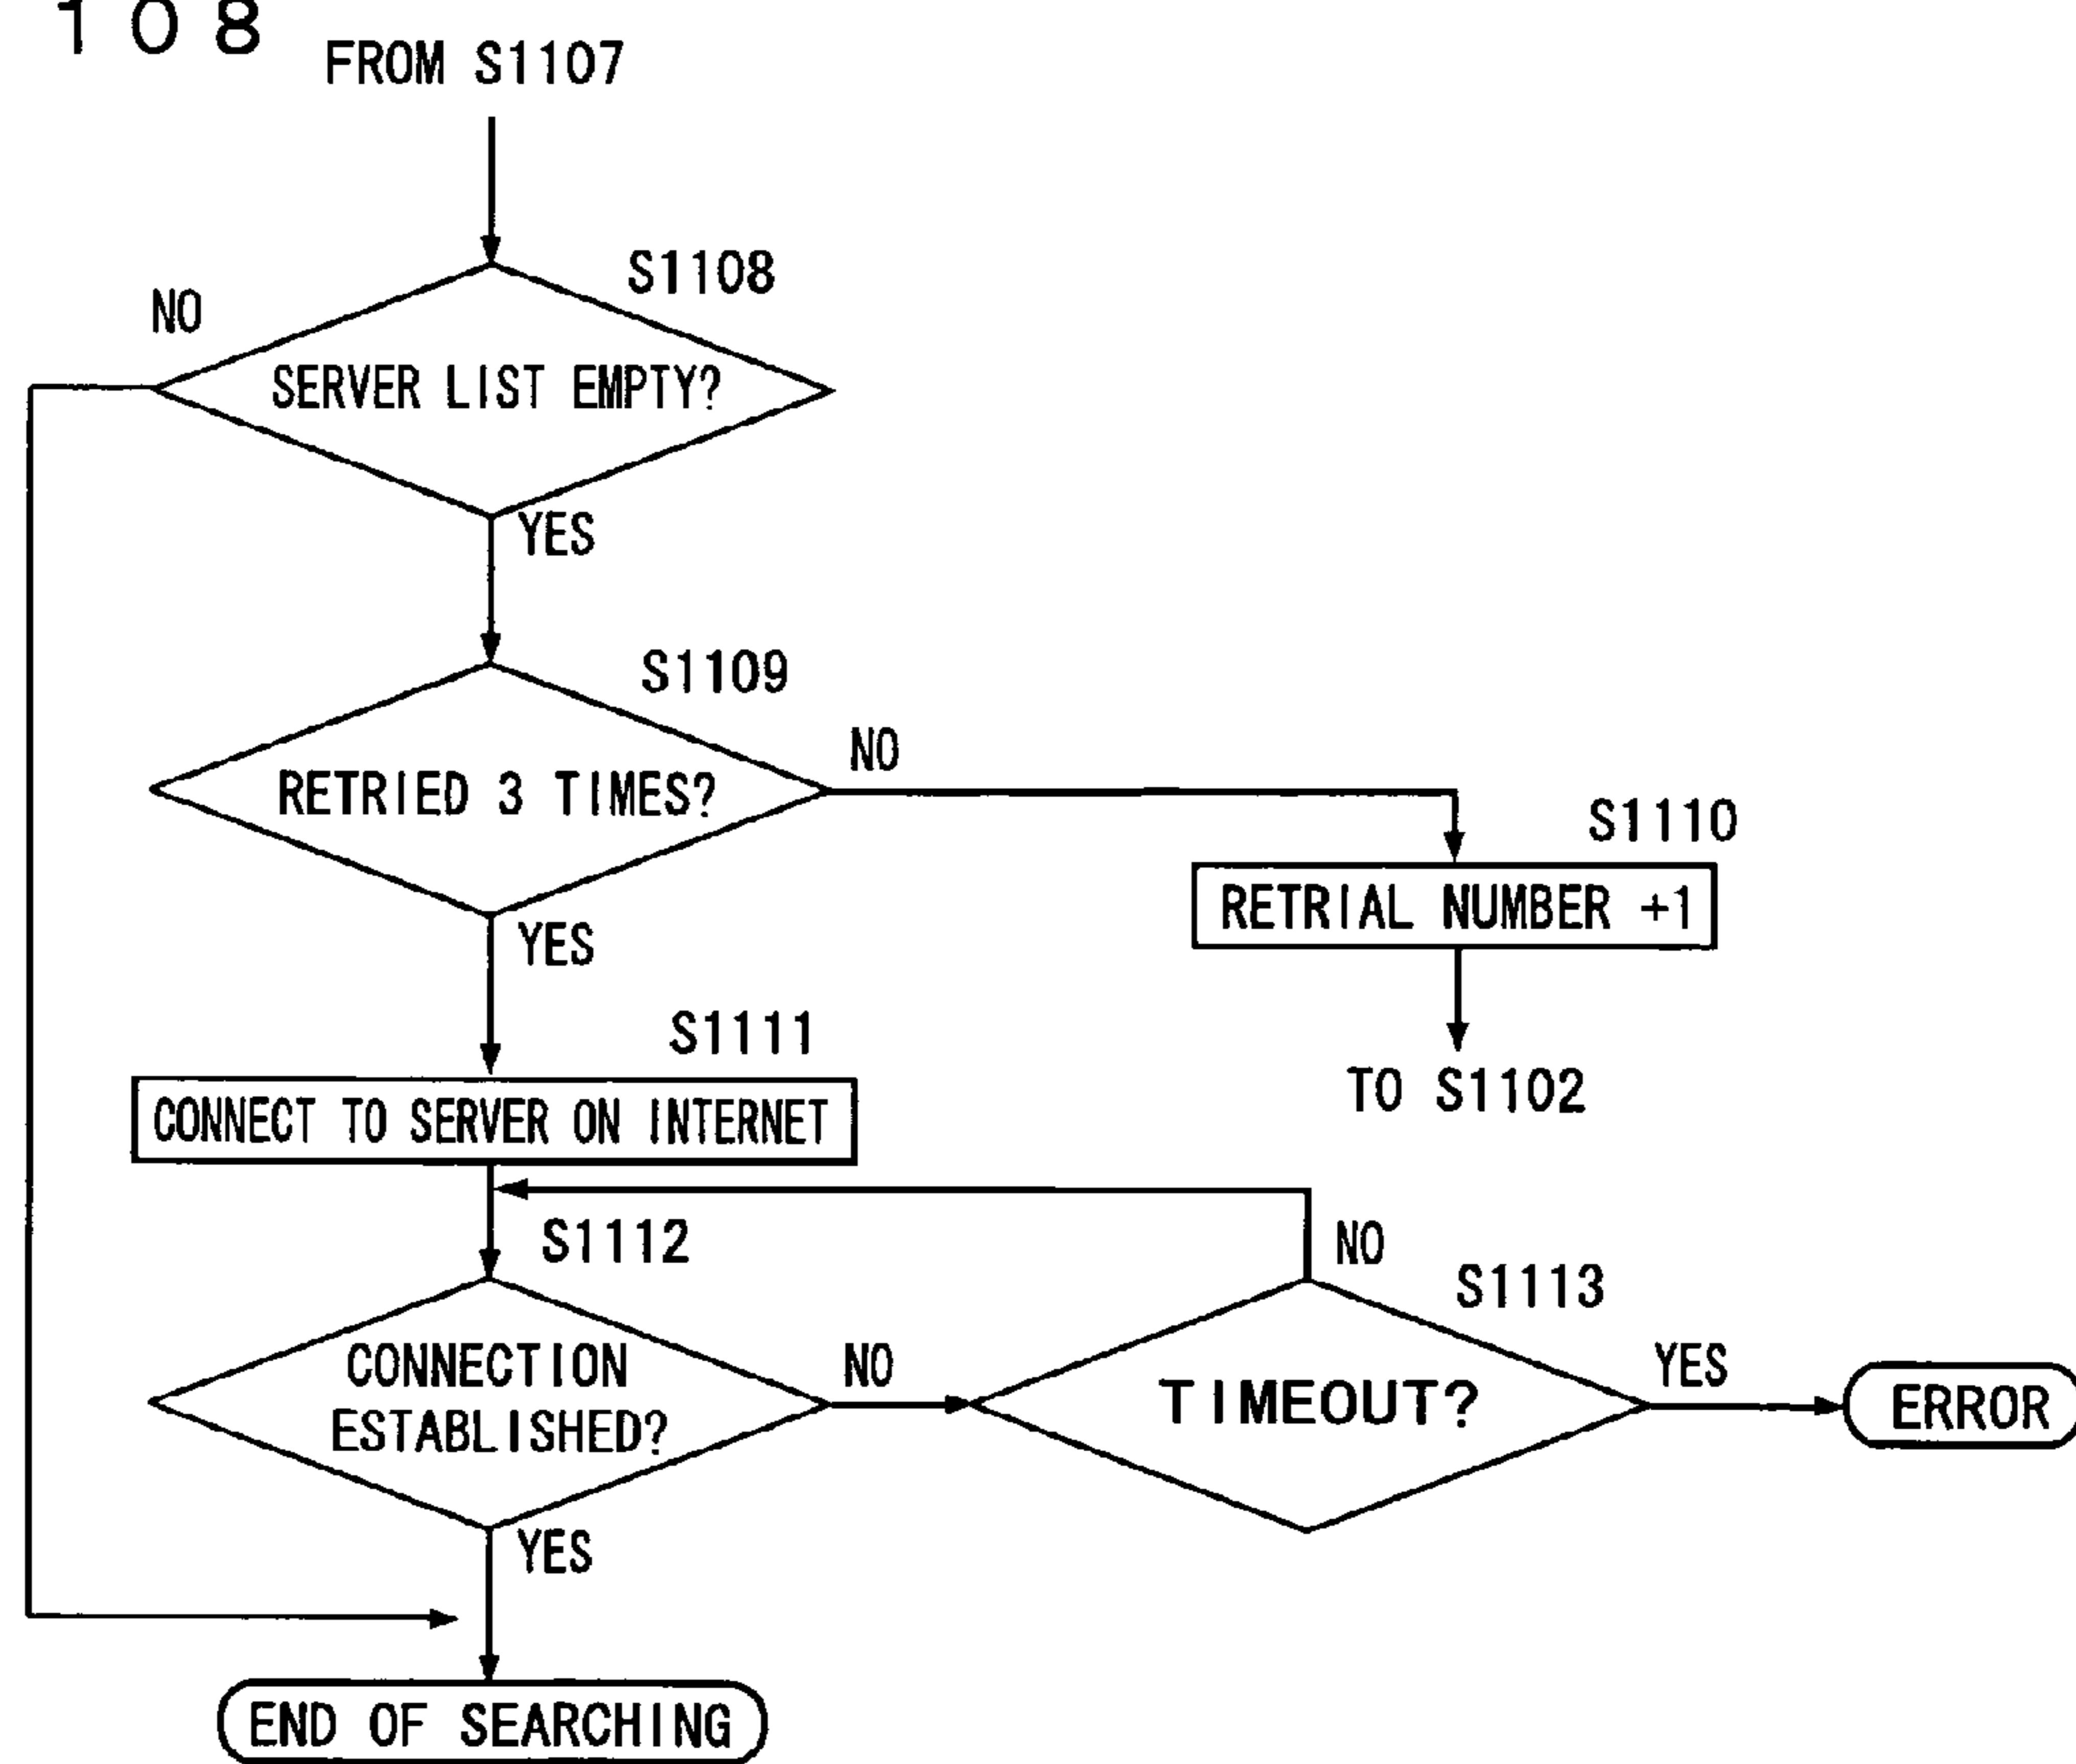 108
FROM S1107
S1108
NO
SERVER LIST EMPTY?
YES
S1109
NO
RETRIED 3 TIMES?
S1110
RETRIAL NUMBER +1
YES
S1111
TO S1102
CONNECT TO SERVER ON INTERNET
S1112
NO
S1113
CONNECTION
ESTABLISHED?
NO
TIMEOUT?
YES
ERROR
YES
END OF SEARCHING